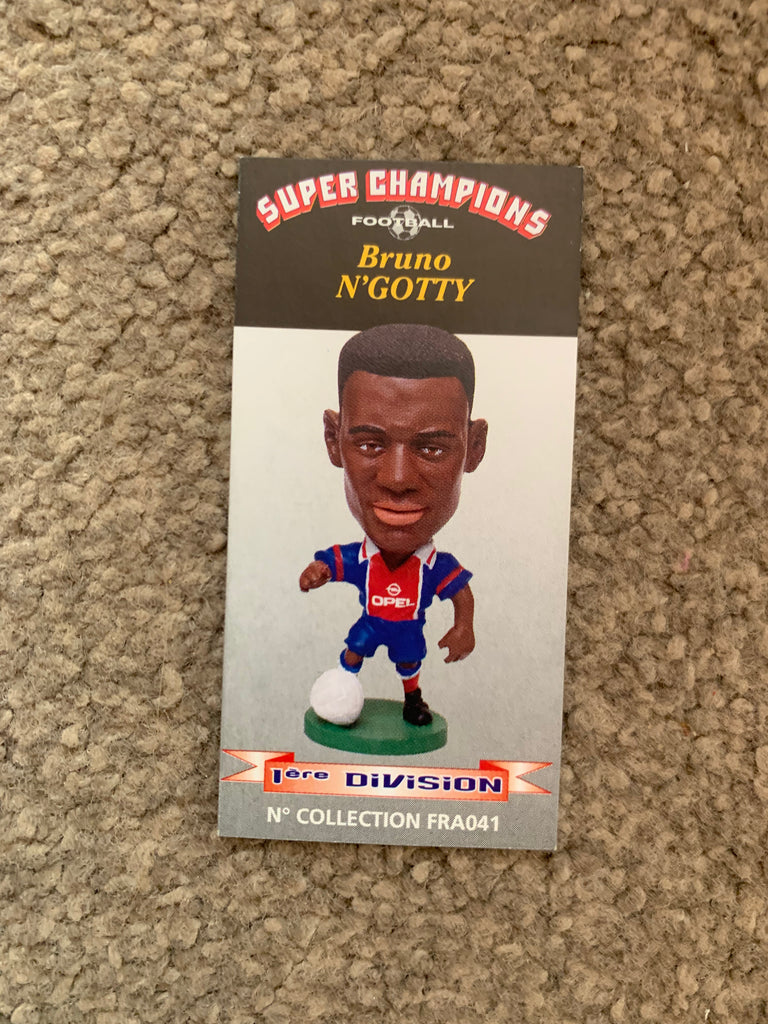 SUPER CHAMPIONS
FOOTBALL
Bruno
N'GOTTY
OPEL
1ère DiViSiON
N° COLLECTION FRA041